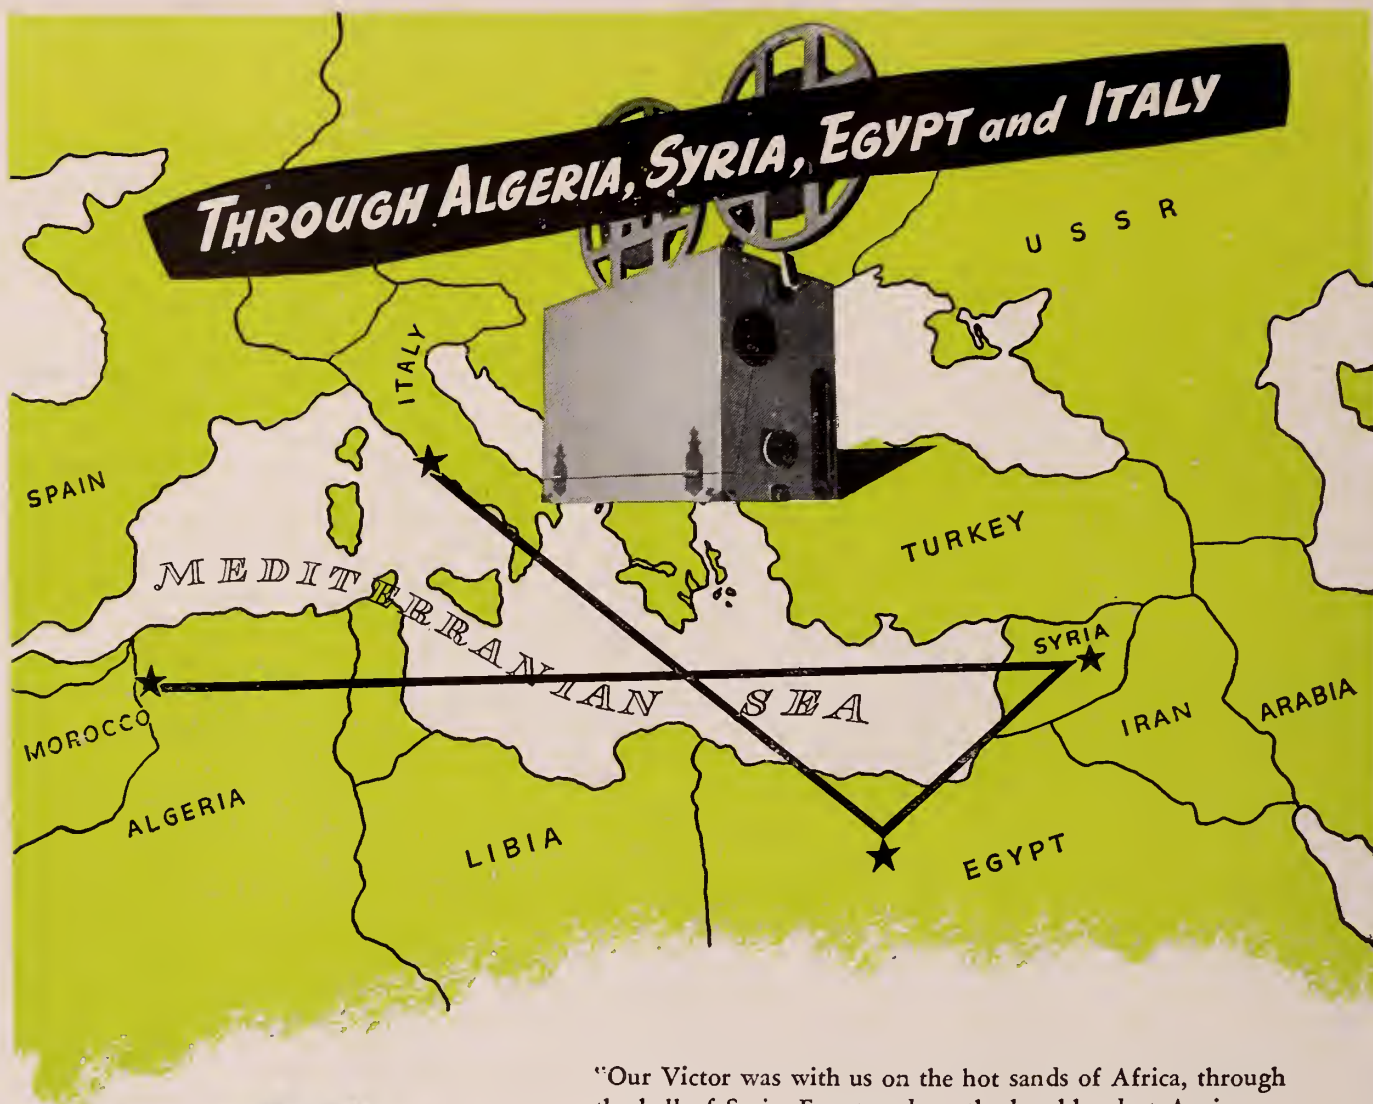 THROUGH ALGERIA, SYRIA, EGYPT and ITALY
U S S R
ITALY
SPAIN
TURKEY
MEDITERRANIAN SEA
SYRIA
MOROCCO
IRAN
ARABIA
ALGERIA
LIBIA
EGYPT
"Our Victor was with us on the hot sands of Africa, through